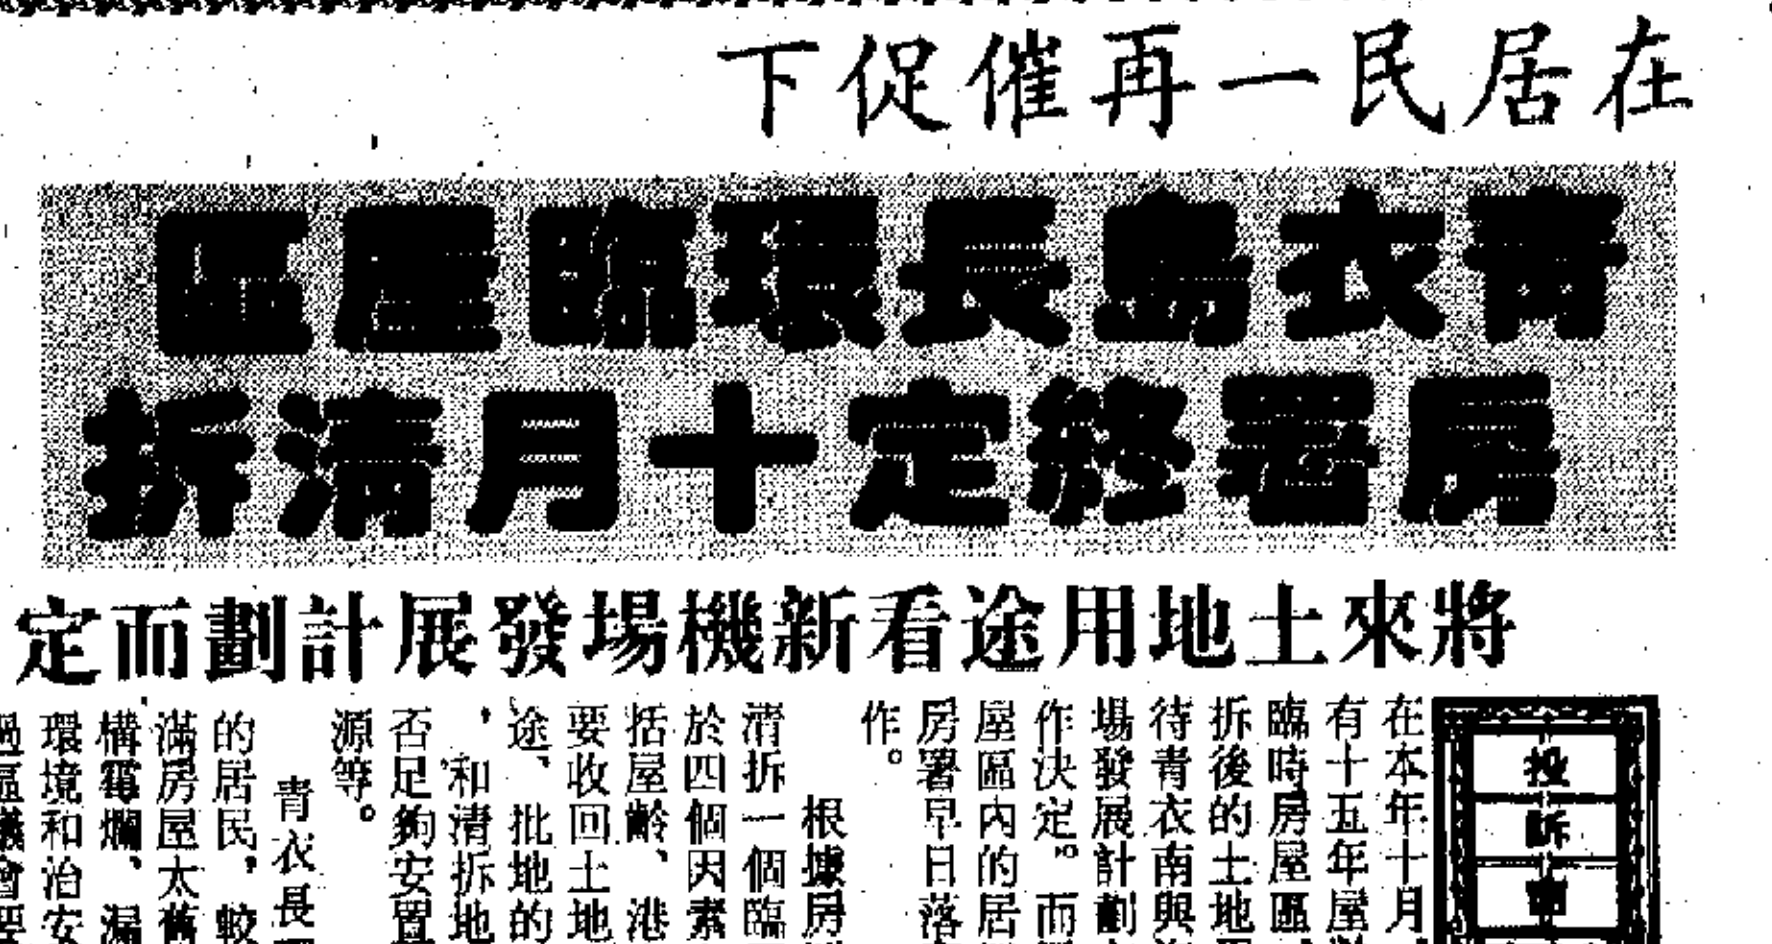 在居民一再催促下
青衣島長環臨屋區
房署終定十月清拆
將來土地用途看新機場發展計劃而定
投訴
在本年十月
有十五年屋
臨時房屋區
拆後的土地
待青衣南與
場發展計劃
作決定。而
屋區內的居
房署早日落
作。
根據房
清拆一個臨
於四個因素
括屋齡、港
要收回土地
途、批地的
，和清拆地
否足夠安置
源等。
青衣長
的居民，較
滿房屋太舊
構霉爛、漏
環境和治安
過區議會要